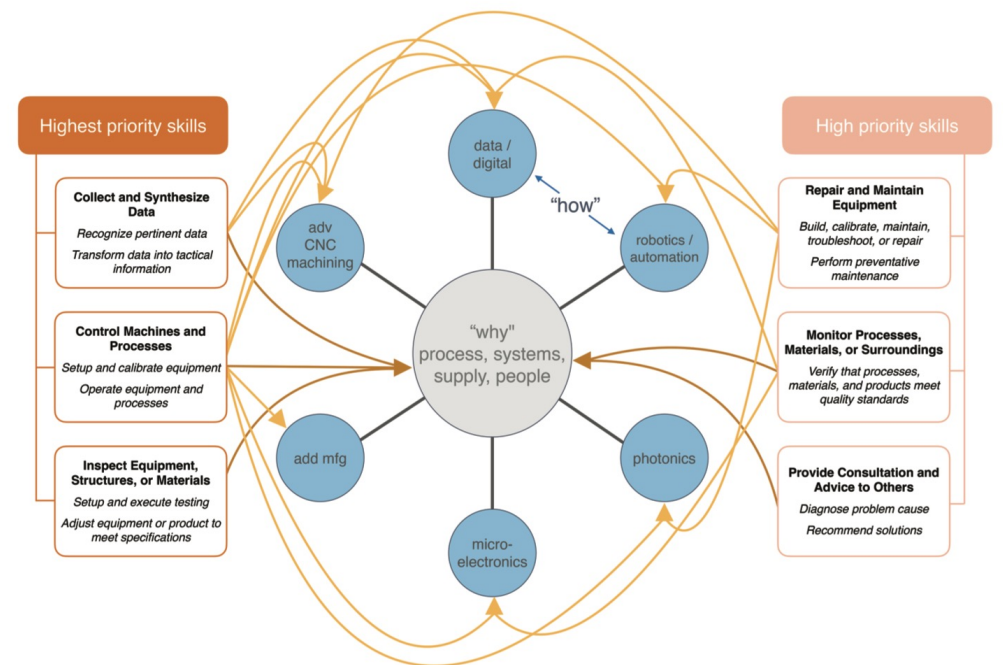 Highest priority skills
Collect and Synthesize
Data
Recognize pertinent data
Transform data into tactical
information
Control Machines and
Processes
Setup and calibrate equipment
Operate equipment and
processes
Inspect Equipment,
Structures, or Materials
Setup and execute testing
Adjust equipment or product to
meet specifications
data /
digital
"how"
adv
CNC
machining
robotics /
automation
"why"
process, systems,
supply, people
add mfg
photonics
micro-
electronics
High priority skills
Repair and Maintain
Equipment
Build, calibrate, maintain,
troubleshoot, or repair
Perform preventative
maintenance
Monitor Processes,
Materials, or Surroundings
Verify that processes,
materials, and products meet
quality standards
Provide Consultation and
Advice to Others
Diagnose problem cause
Recommend solutions